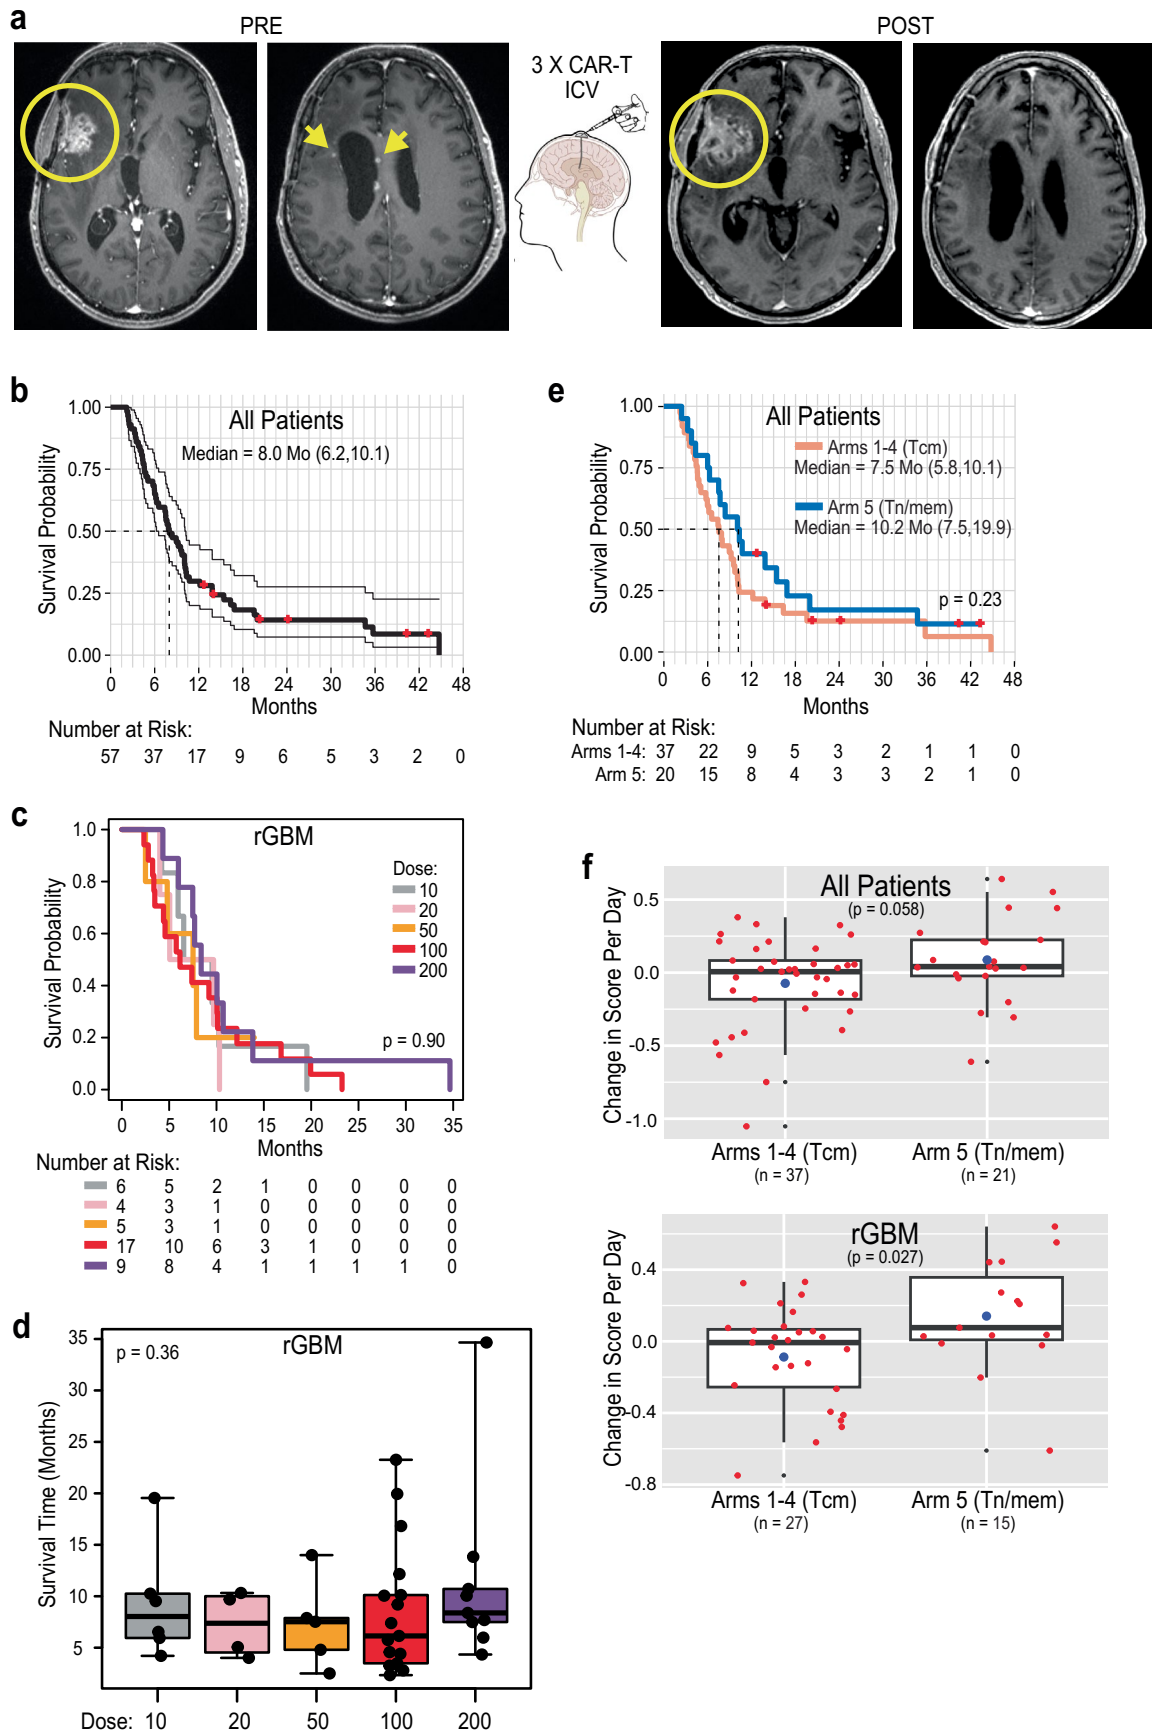 a
PRE
POST
3 X CAR-T
ICV
b
All Patients
Median = 8.0 Mo (6.2,10.1)
Survival Probability
1.00
0.75
0.50
0.25
0.00
0 6 12 18 24 30 36 42 48
Months
Number at Risk:
57 37 17 9 6 5 3 2 0
e
All Patients
Arms 1-4 (Tcm)
Median = 7.5 Mo (5.8,10.1)
Arm 5 (Tn/mem)
Median = 10.2 Mo (7.5,19.9)
p = 0.23
Survival Probability
1.00
0.75
0.50
0.25
0.00
0 6 12 18 24 30 36 42 48
Months
Number at Risk:
Arms 1-4: 37 22 9 5 3 2 1 1 0
Arm 5: 20 15 8 4 3 3 2 1 0
c
rGBM
Dose:
10
20
50
100
200
p = 0.90
Survival Probability
1.0
0.8
0.6
0.4
0.2
0.0
0 5 10 15 20 25 30 35
Months
Number at Risk:
6 5 2 1 0 0 0 0
4 3 1 0 0 0 0 0
5 3 1 0 0 0 0 0
17 10 6 3 1 0 0 0
9 8 4 1 1 1 1 0
d
rGBM
p = 0.36
Survival Time (Months)
35
30
25
20
15
10
5
Dose: 10 20 50 100 200
f
All Patients
(p = 0.058)
Change in Score Per Day
0.5
0.0
-0.5
-1.0
Arms 1-4 (Tcm) Arm 5 (Tn/mem)
(n = 37) (n = 21)
rGBM
(p = 0.027)
Change in Score Per Day
0.4
0.0
-0.4
-0.8
Arms 1-4 (Tcm) Arm 5 (Tn/mem)
(n = 27) (n = 15)